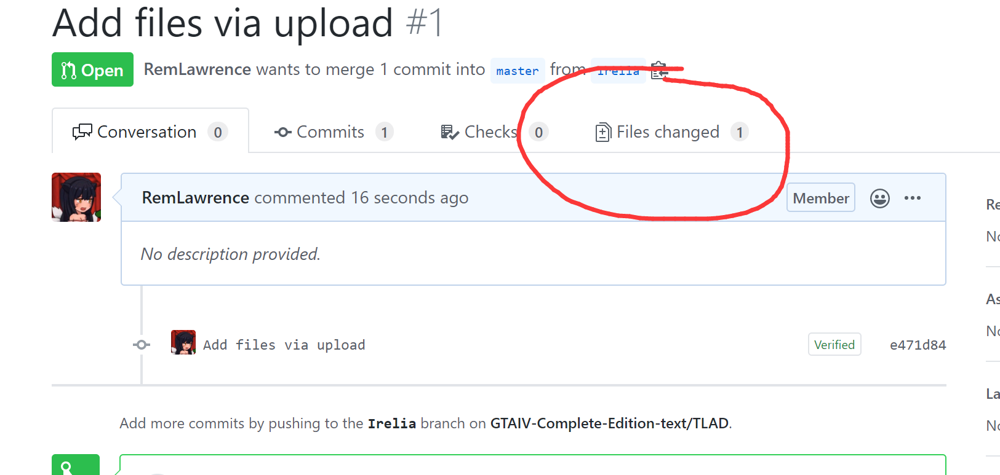 Add files via upload #1
Open RemLawrence wants to merge 1 commit into master from Irelia
Conversation 0 Commits 1 Checks 0 Files changed 1
RemLawrence commented 16 seconds ago Member
No description provided.
Add files via upload Verified e471d84
Add more commits by pushing to the Irelia branch on GTAIV-Complete-Edition-text/TLAD.
Re
No
As
No
La
No